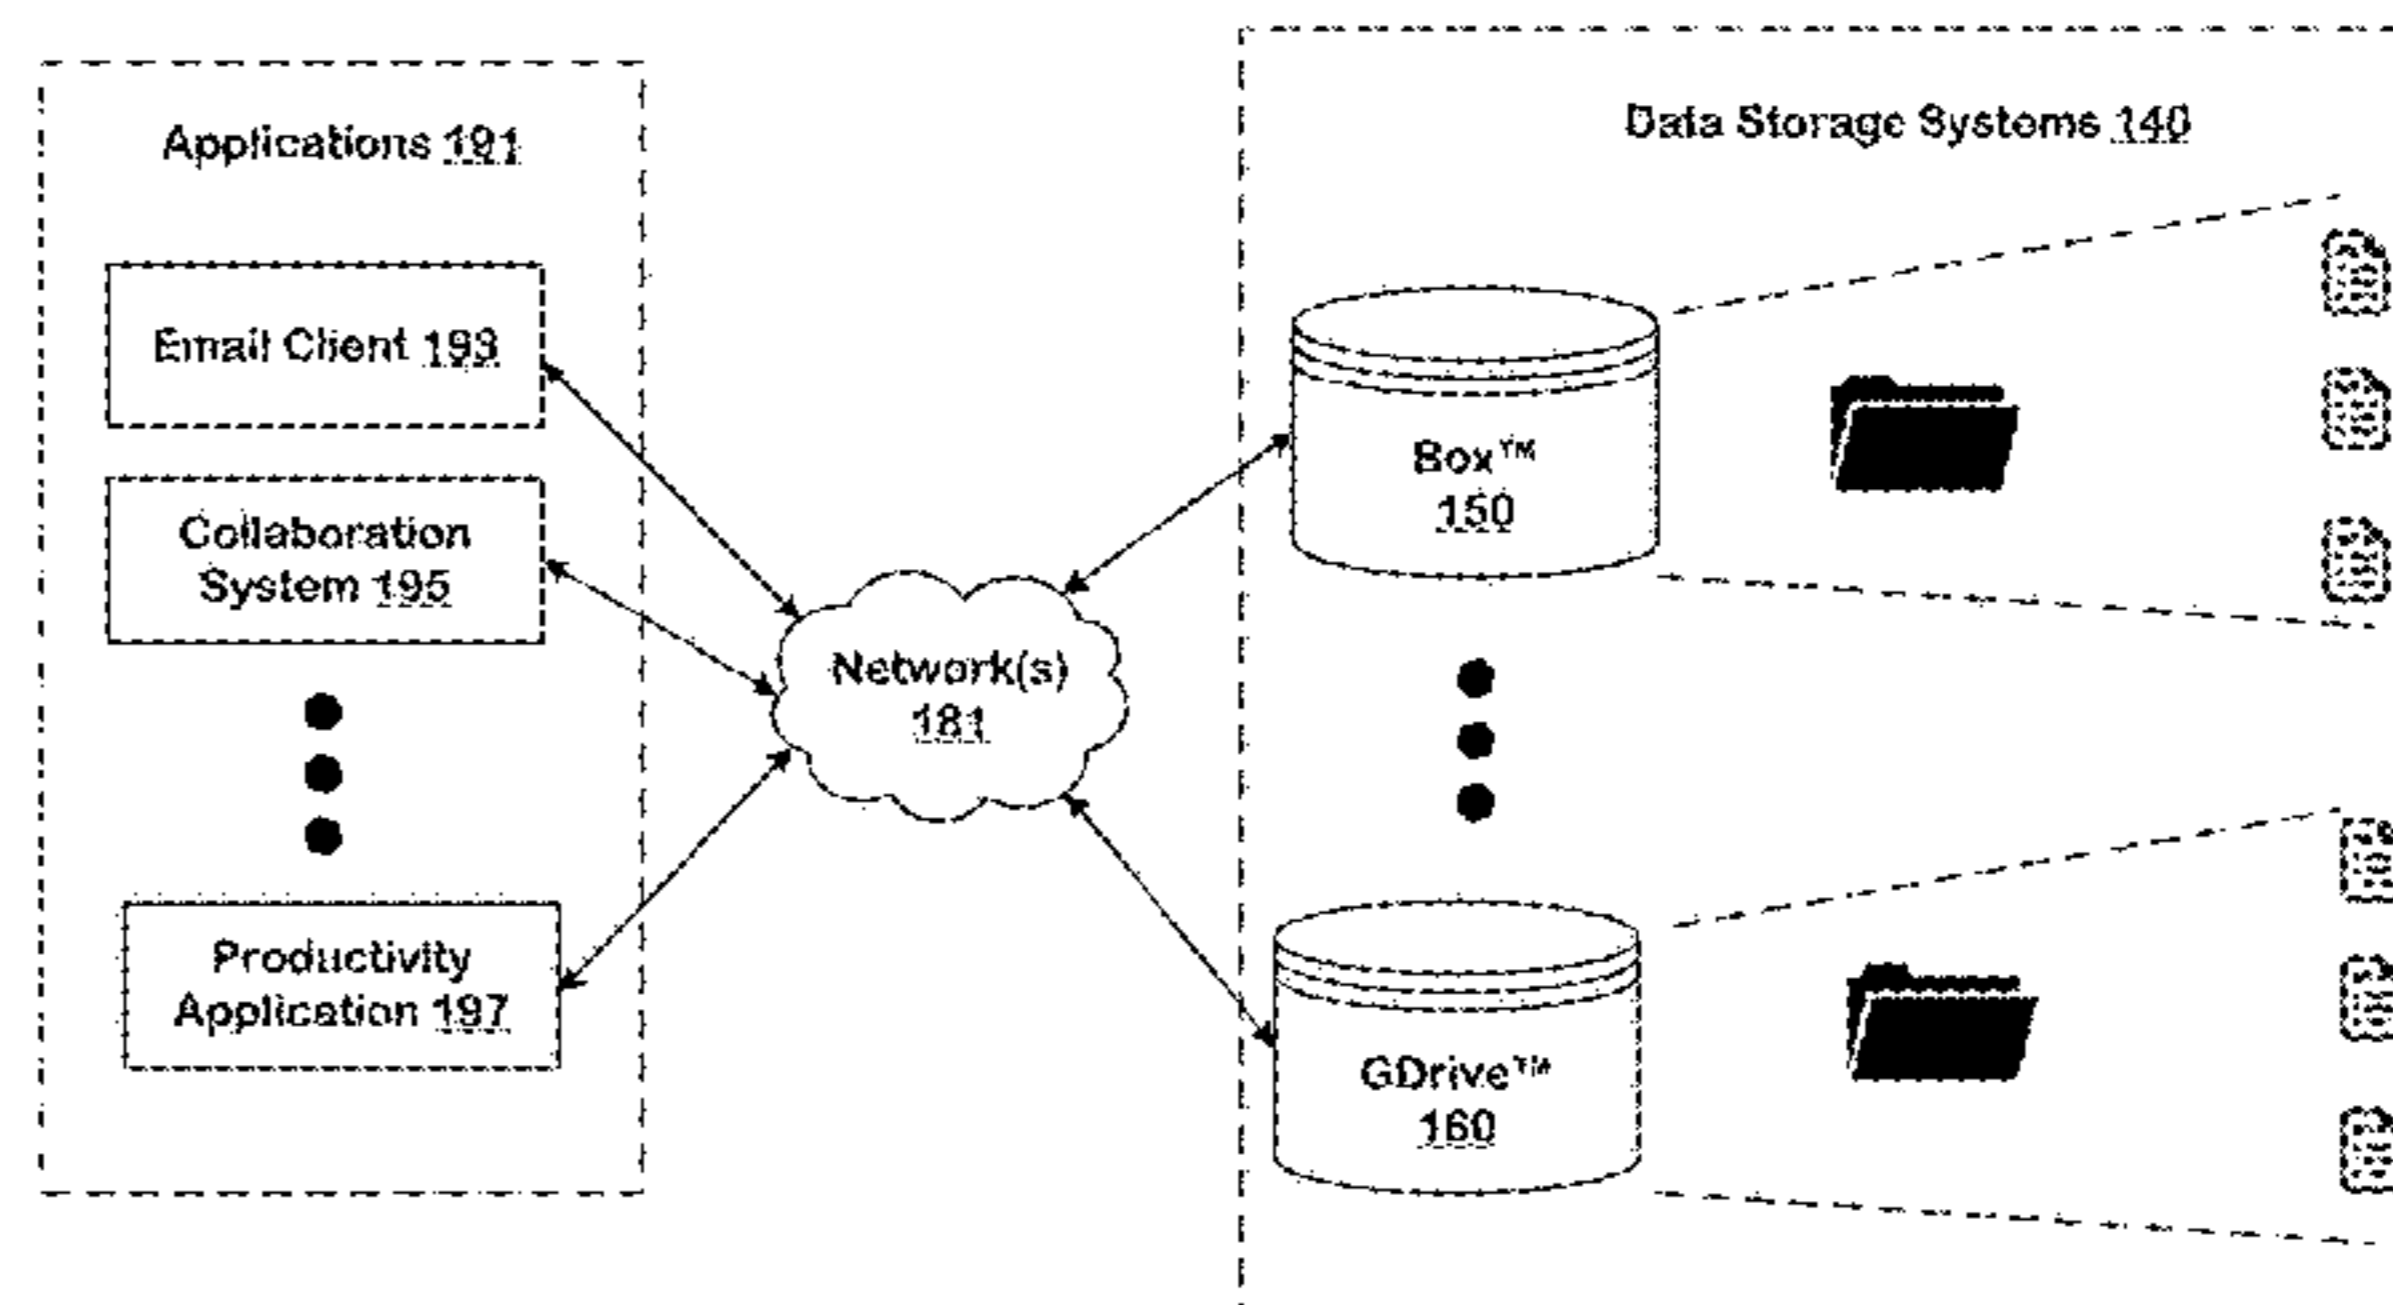 Applications 191
Data Storage Systems 140
Email Client 193
Collaboration
System 195
Box™
150
Network(s)
181
Productivity
Application 197
GDrive™
160